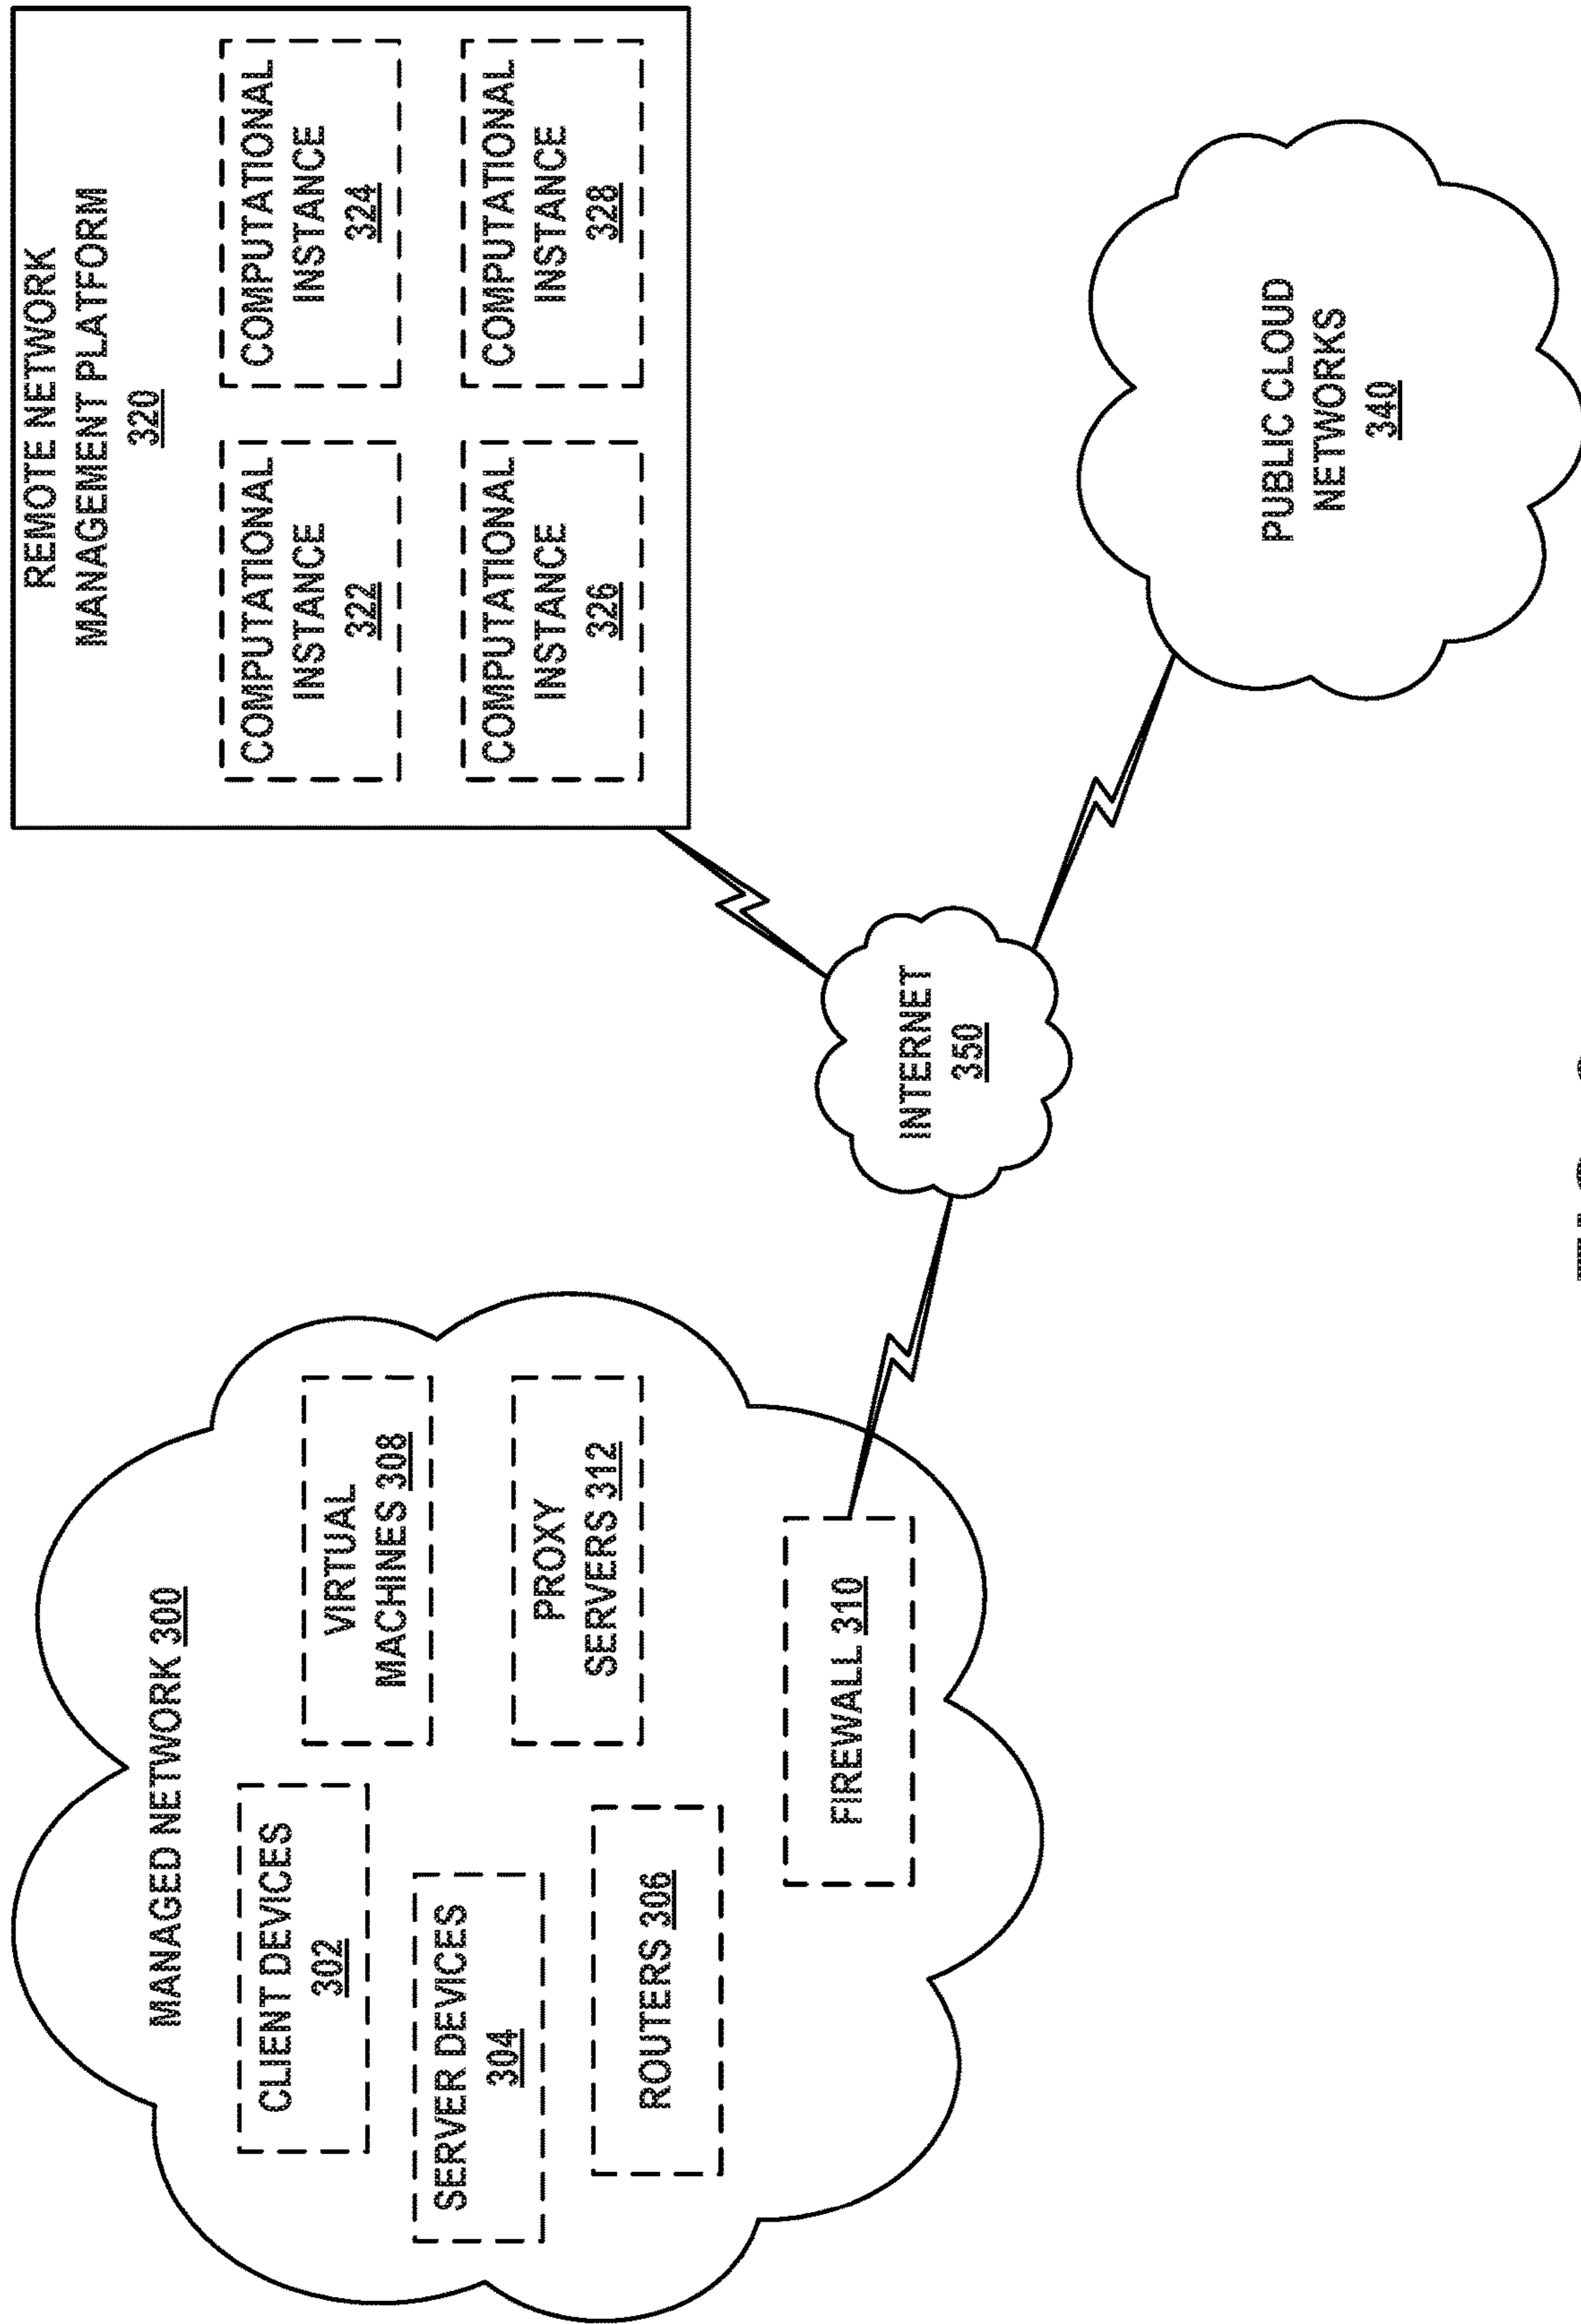 MANAGED NETWORK 300
CLIENT DEVICES
302
VIRTUAL
MACHINES 308
SERVER DEVICES
304
PROXY
SERVERS 312
ROUTERS 306
FIREWALL 310
INTERNET
350
REMOTE NETWORK
MANAGEMENT PLATFORM
320
COMPUTATIONAL
INSTANCE
322
COMPUTATIONAL
INSTANCE
324
COMPUTATIONAL
INSTANCE
326
COMPUTATIONAL
INSTANCE
328
PUBLIC CLOUD
NETWORKS
340